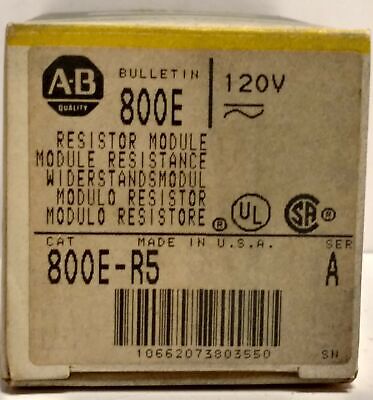 A-B
QUALITY
BULLETIN
800E
120V
RESISTOR MODULE
MODULE RESISTANCE
WIDERSTANDSMODUL
MODULO RESISTOR
MODULO RESISTORE
® UL SA ®
CAT MADE IN U.S.A. SER
800E-R5 A
10662073803550 SN